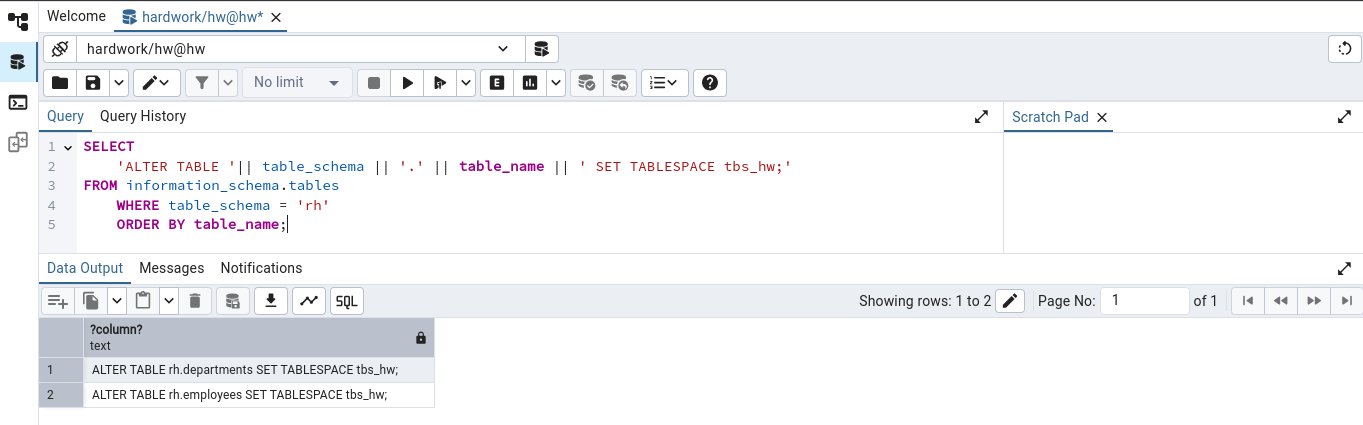 Welcome hardwork/hw@hw*
hardwork/hw@hw
No limit E
Query Query History Scratch Pad
1 SELECT
2 'ALTER TABLE '|| table_schema || '.' || table_name || ' SET TABLESPACE tbs_hw;'
3 FROM information_schema.tables
4 WHERE table_schema = 'rh'
5 ORDER BY table_name;
Data Output Messages Notifications
SQL Showing rows: 1 to 2 Page No: 1 of 1
?column?
text
1 ALTER TABLE rh.departments SET TABLESPACE tbs_hw;
2 ALTER TABLE rh.employees SET TABLESPACE tbs_hw;